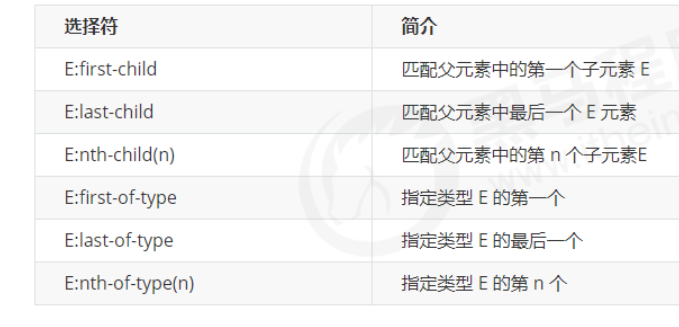 选择符 简介
E:first-child 匹配父元素中的第一个子元素 E
E:last-child 匹配父元素中最后一个 E 元素
E:nth-child(n) 匹配父元素中的第 n 个子元素E
E:first-of-type 指定类型 E 的第一个
E:last-of-type 指定类型 E 的最后一个
E:nth-of-type(n) 指定类型 E 的第 n 个